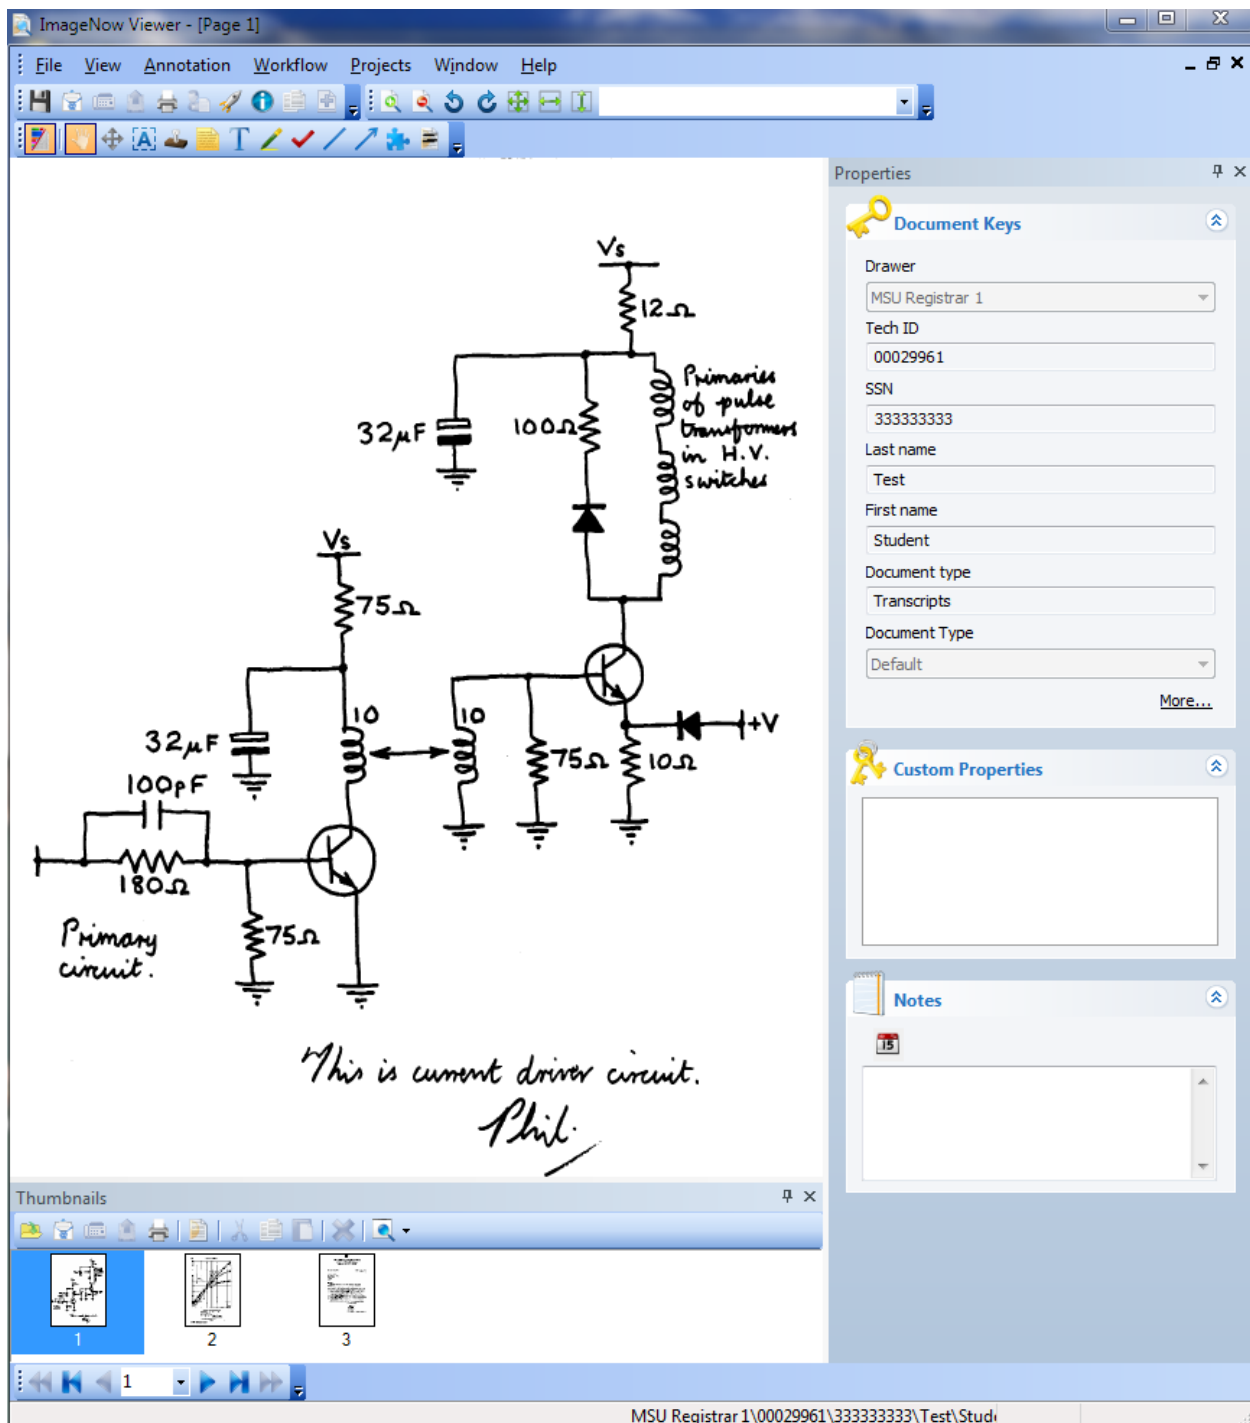 ImageNow Viewer - [Page 1]
File View Annotation Workflow Projects Window Help
Vs
12Ω
32μF
100Ω
Primaries
of pulse
transformers
in H.V.
switches
Vs
75Ω
10
10
32μF
75Ω
10Ω
+V
100pF
180Ω
75Ω
Primary
circuit.
This is current driver circuit.
Phil.
Properties
Document Keys
Drawer
MSU Registrar 1
Tech ID
00029961
SSN
333333333
Last name
Test
First name
Student
Document type
Transcripts
Document Type
Default
More...
Custom Properties
Notes
15
Thumbnails
1
2
3
1
MSU Registrar 1\00029961\333333333\Test\Stude